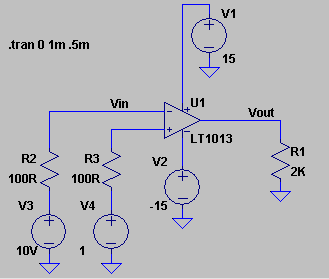 V1
.tran 0 1m .5m
15
Vin
U1
Vout
LT1013
R2
R3
V2
R1
100R
100R
2K
V3
V4
-15
10V
1